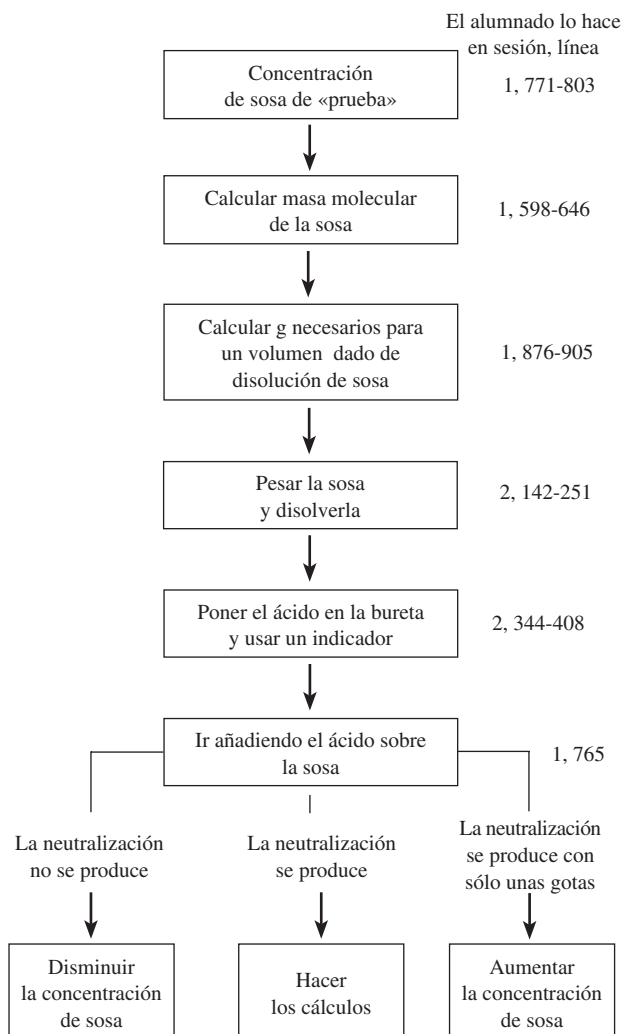 El alumnado lo hace
en sesión, línea
Concentración
de sosa de «prueba»
1, 771-803
Calcular masa molecular
de la sosa
1, 598-646
Calcular g necesarios para
un volumen dado de
disolución de sosa
1, 876-905
Pesar la sosa
y disolverla
2, 142-251
Poner el ácido en la bureta
y usar un indicador
2, 344-408
Ir añadiendo el ácido sobre
la sosa
1, 765
La neutralización
no se produce
La neutralización
se produce
La neutralización
se produce con
sólo unas gotas
Disminuir
la concentración
de sosa
Hacer
los cálculos
Aumentar
la concentración
de sosa